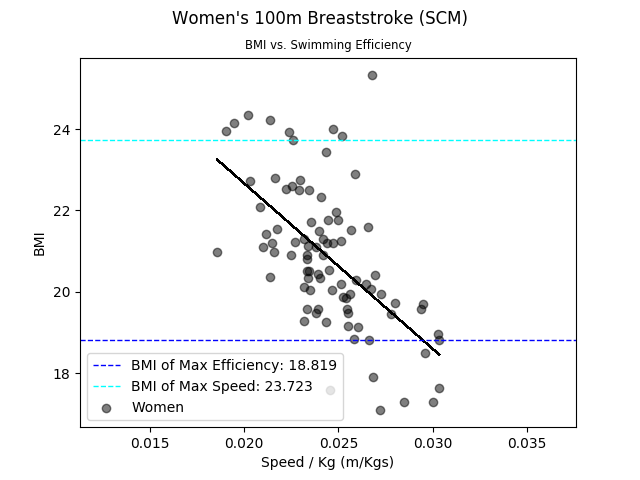 Women's 100m Breaststroke (SCM)
BMI vs. Swimming Efficiency
24
22
20
18
BMI
BMI of Max Efficiency: 18.819
BMI of Max Speed: 23.723
Women
0.015 0.020 0.025 0.030 0.035
Speed / Kg (m/Kgs)